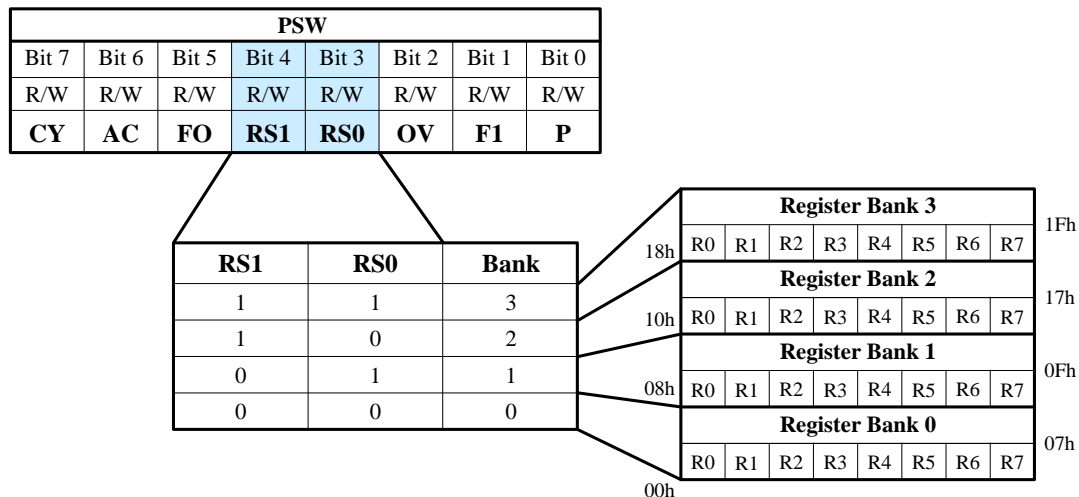 PSW
Bit 7 Bit 6 Bit 5 Bit 4 Bit 3 Bit 2 Bit 1 Bit 0
R/W R/W R/W R/W R/W R/W R/W R/W
CY AC FO RS1 RS0 OV F1 P
RS1 RS0 Bank
1 1 3
1 0 2
0 1 1
0 0 0
Register Bank 3
1Fh
18h R0 R1 R2 R3 R4 R5 R6 R7
Register Bank 2
17h
10h R0 R1 R2 R3 R4 R5 R6 R7
Register Bank 1
0Fh
08h R0 R1 R2 R3 R4 R5 R6 R7
Register Bank 0
07h
R0 R1 R2 R3 R4 R5 R6 R7
00h